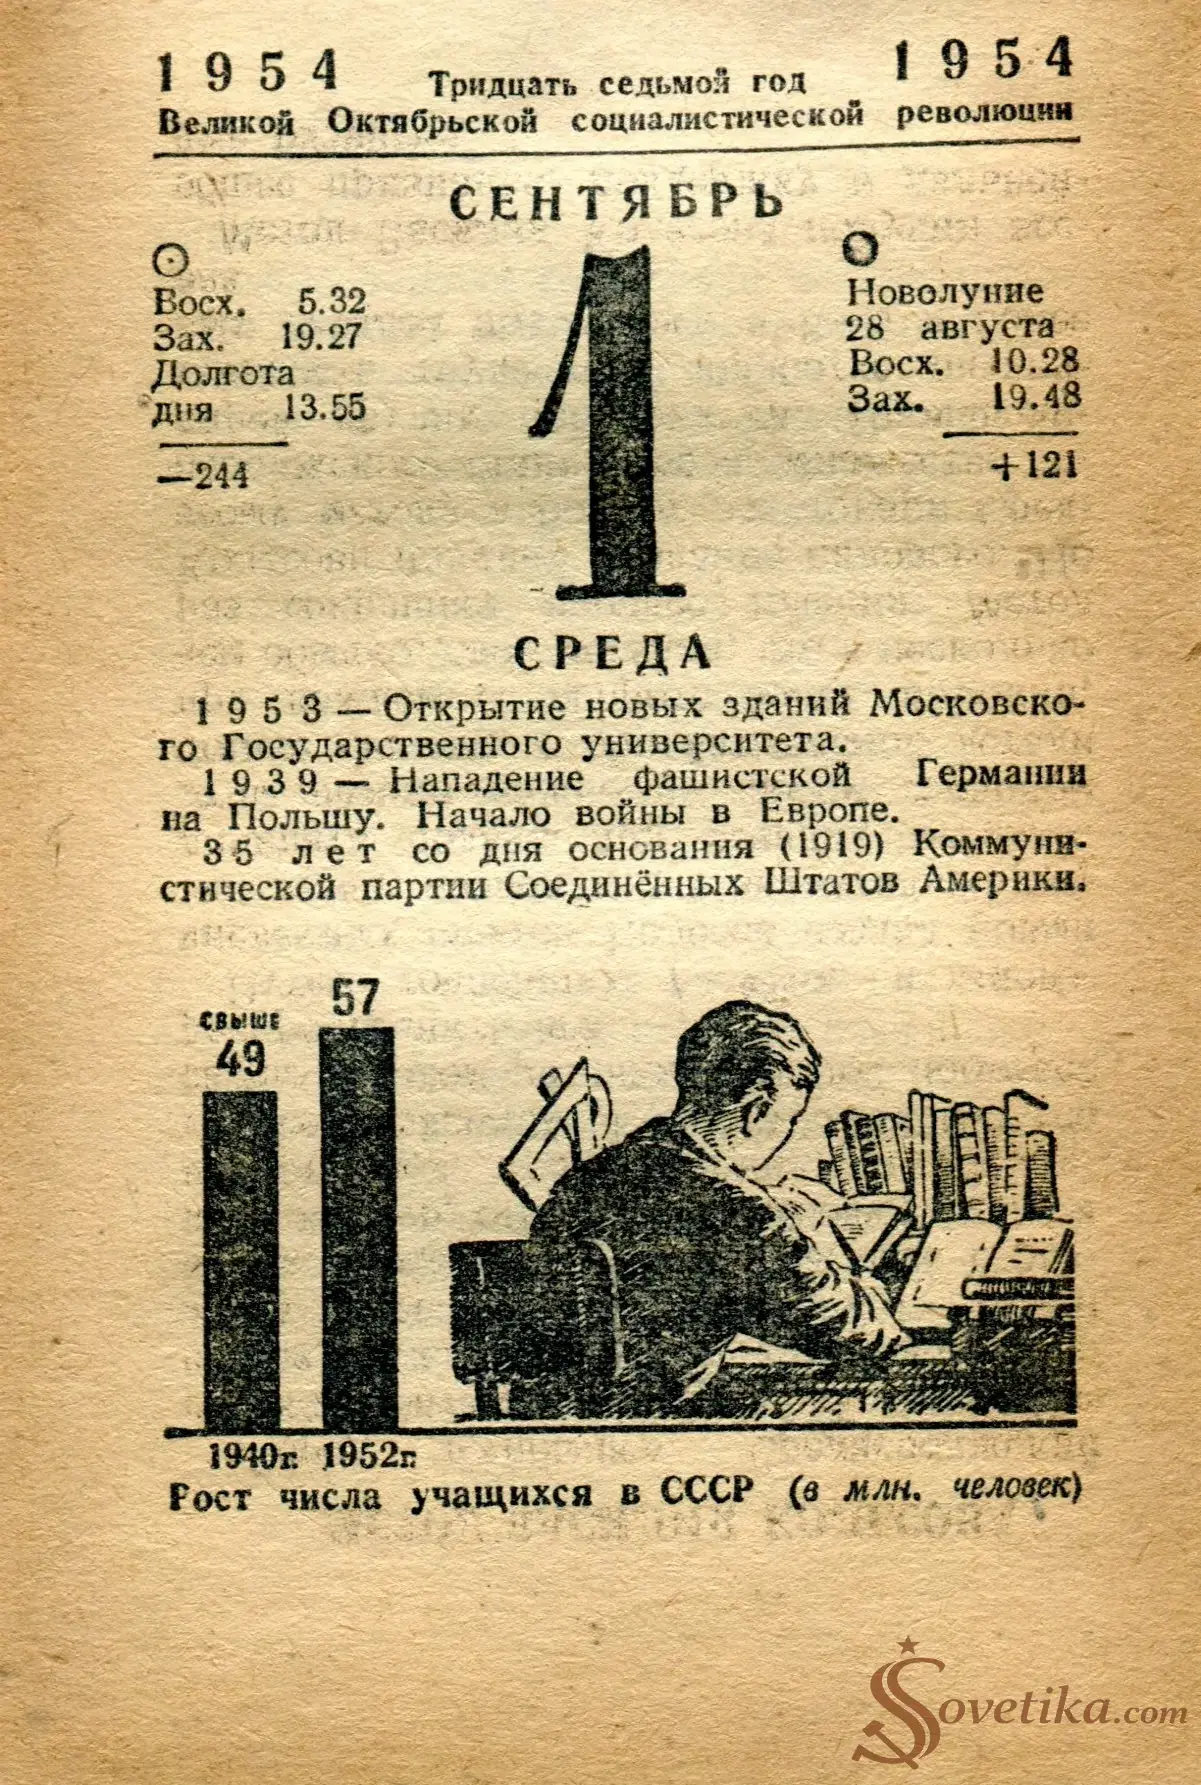 1954 Тридцать седьмой год 1954
Великой Октябрьской социалистической революции
СЕНТЯБРЬ
Восх. 5.32
Зах. 19.27
Долгота
дня 13.55
—244
1
Новолуние
28 августа
Восх. 10.28
Зах. 19.48
+121
СРЕДА
1953 — Открытие новых зданий Московско-
го Государственного университета.
1939 — Нападение фашистской Германии
на Польшу. Начало войны в Европе.
35 лет со дня основания (1919) Коммуни-
стической партии Соединённых Штатов Америки.
свыше
49
57
1940г. 1952г.
Рост числа учащихся в СССР (в млн. человек)
Sovetika.com